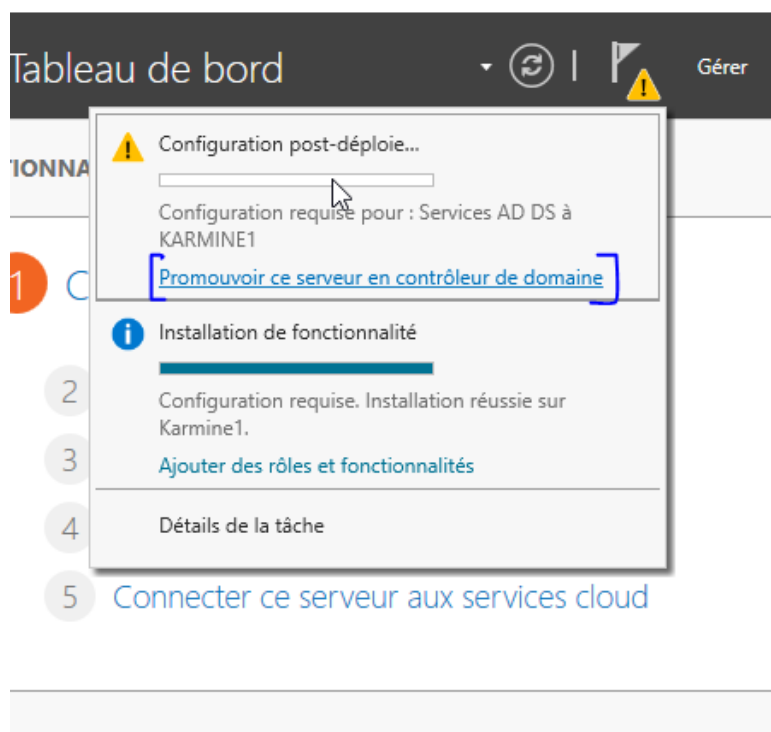 Tableau de bord
Gérer
Configuration post-déploie...
TIONNA
Configuration requise pour : Services AD DS à
KARMINE1
1 C
Promouvoir ce serveur en contrôleur de domaine
Installation de fonctionnalité
2
Configuration requise. Installation réussie sur
Karmine1.
3
Ajouter des rôles et fonctionnalités
4
Détails de la tâche
5 Connecter ce serveur aux services cloud